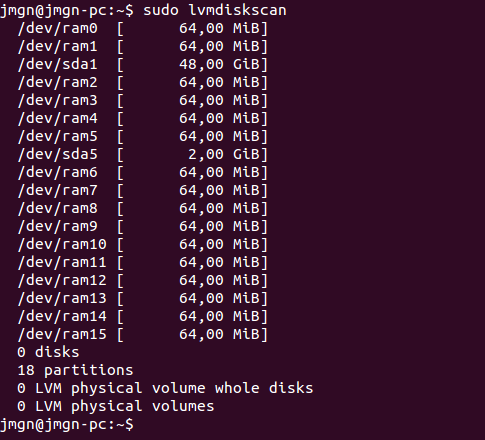 jmgn@jmgn-pc:~$ sudo lvmdiskscan
  /dev/ram0  [      64,00 MiB]
  /dev/ram1  [      64,00 MiB]
  /dev/sda1  [      48,00 GiB]
  /dev/ram2  [      64,00 MiB]
  /dev/ram3  [      64,00 MiB]
  /dev/ram4  [      64,00 MiB]
  /dev/ram5  [      64,00 MiB]
  /dev/sda5  [       2,00 GiB]
  /dev/ram6  [      64,00 MiB]
  /dev/ram7  [      64,00 MiB]
  /dev/ram8  [      64,00 MiB]
  /dev/ram9  [      64,00 MiB]
  /dev/ram10 [      64,00 MiB]
  /dev/ram11 [      64,00 MiB]
  /dev/ram12 [      64,00 MiB]
  /dev/ram13 [      64,00 MiB]
  /dev/ram14 [      64,00 MiB]
  /dev/ram15 [      64,00 MiB]
  0 disks
  18 partitions
  0 LVM physical volume whole disks
  0 LVM physical volumes
jmgn@jmgn-pc:~$